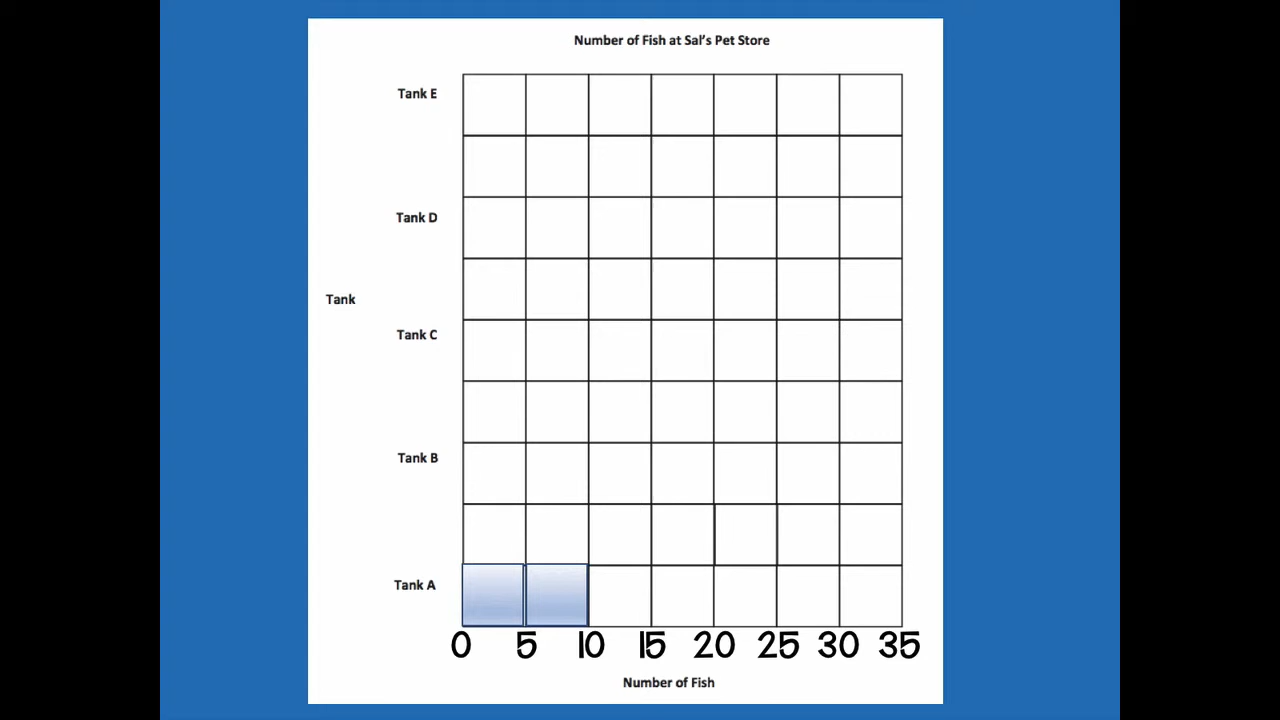 Number of Fish at Sal's Pet Store
Tank E
Tank D
Tank
Tank C
Tank B
Tank A
0 5 10 15 20 25 30 35
Number of Fish